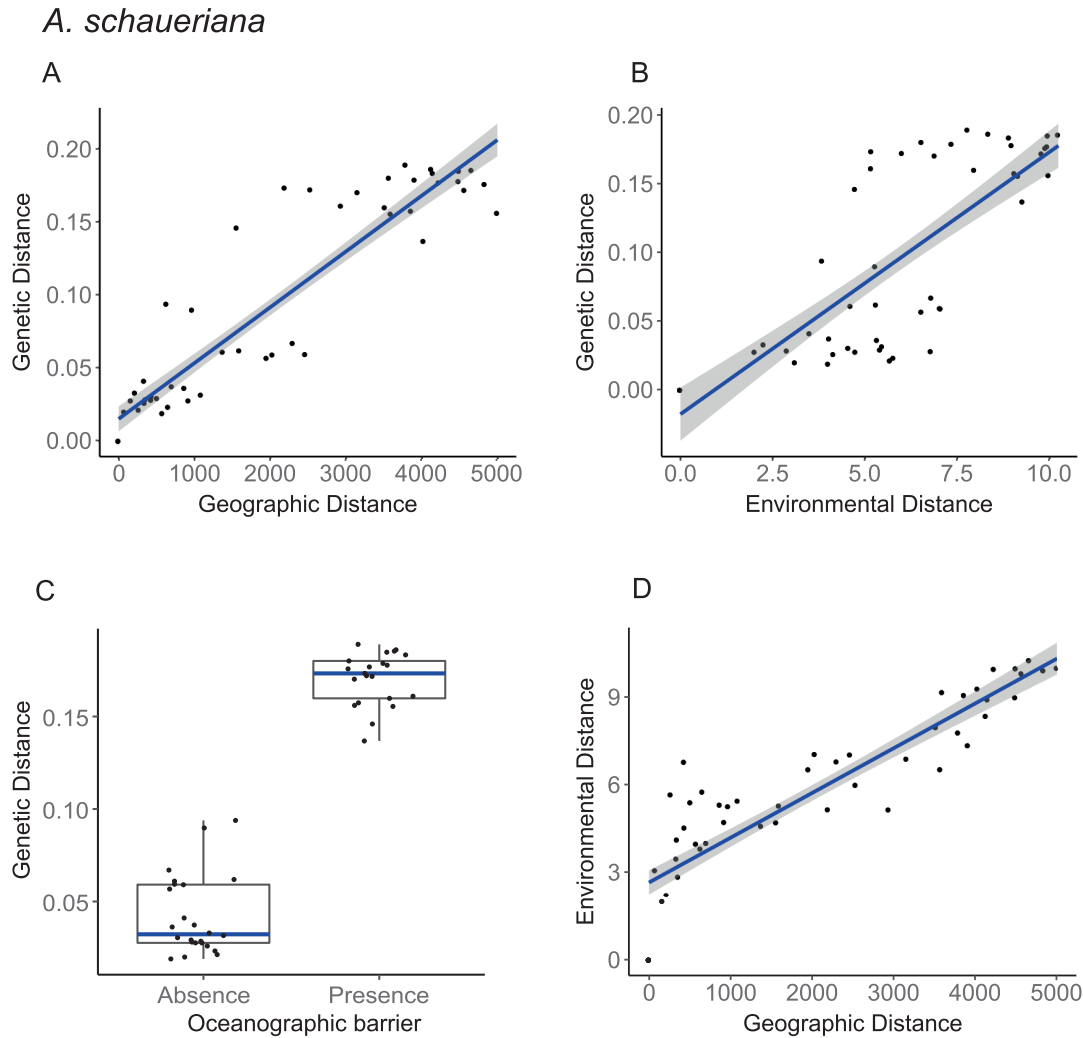 A. schaueriana
A
0.20
0.15
0.10
0.05
0.00
Genetic Distance
0 1000 2000 3000 4000 5000
Geographic Distance
B
0.20
0.15
0.10
0.05
0.00
Genetic Distance
0.0 2.5 5.0 7.5 10.0
Environmental Distance
C
0.15
0.10
0.05
Genetic Distance
Absence Presence
Oceanographic barrier
D
9
6
3
0
Environmental Distance
0 1000 2000 3000 4000 5000
Geographic Distance